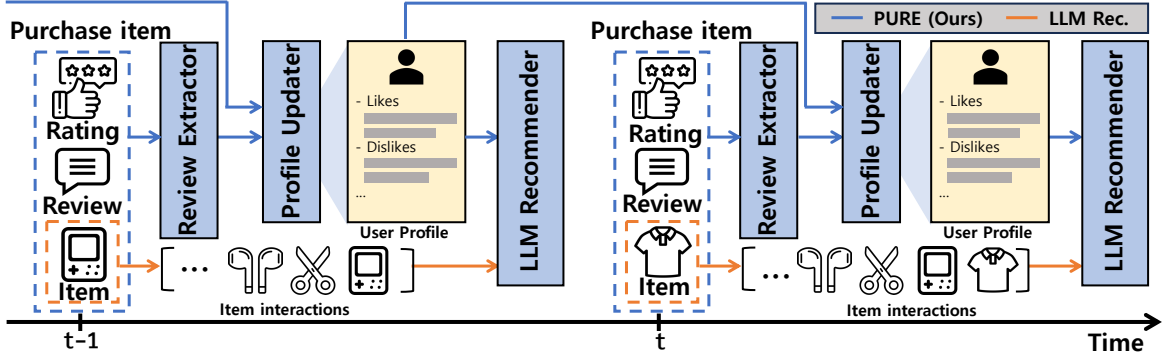 PURE (Ours)
LLM Rec.
Purchase item
Rating
Review
Item
Review Extractor
Profile Updater
- Likes
- Dislikes
...
User Profile
LLM Recommender
...
Item interactions
Purchase item
Rating
Review
Item
Review Extractor
Profile Updater
- Likes
- Dislikes
...
User Profile
LLM Recommender
...
Item interactions
t-1
t
Time